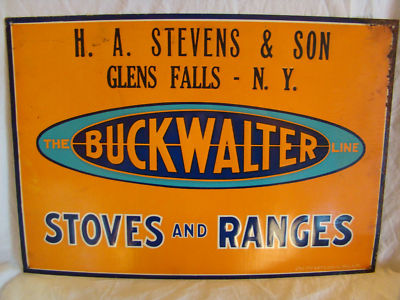 H. A. STEVENS & SON
GLENS FALLS - N. Y.
THE BUCKWALTER LINE
STOVES AND RANGES